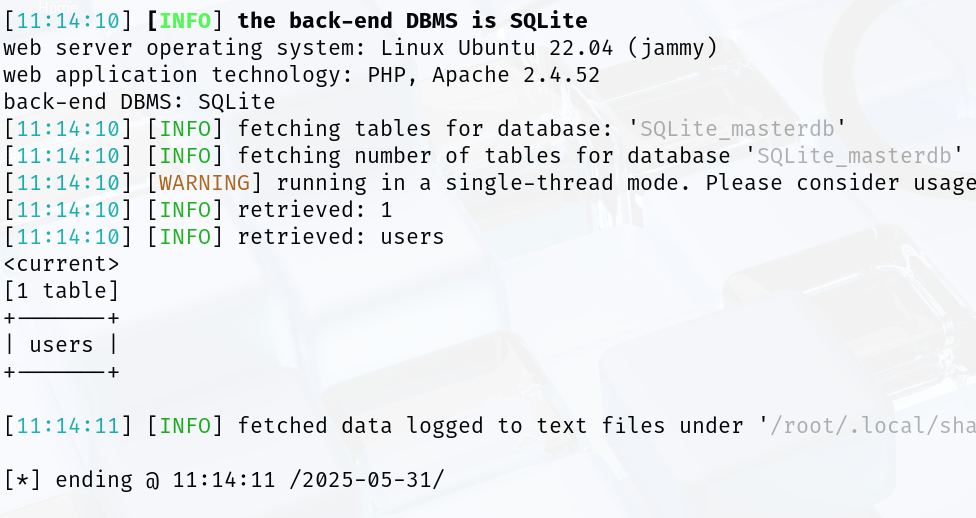 [11:14:10] [INFO] the back-end DBMS is SQLite
web server operating system: Linux Ubuntu 22.04 (jammy)
web application technology: PHP, Apache 2.4.52
back-end DBMS: SQLite
[11:14:10] [INFO] fetching tables for database: 'SQLite_masterdb'
[11:14:10] [INFO] fetching number of tables for database 'SQLite_masterdb'
[11:14:10] [WARNING] running in a single-thread mode. Please consider usage
[11:14:10] [INFO] retrieved: 1
[11:14:10] [INFO] retrieved: users
<current>
[1 table]
+-------+
| users |
+-------+
[11:14:11] [INFO] fetched data logged to text files under '/root/.local/sha
[*] ending @ 11:14:11 /2025-05-31/